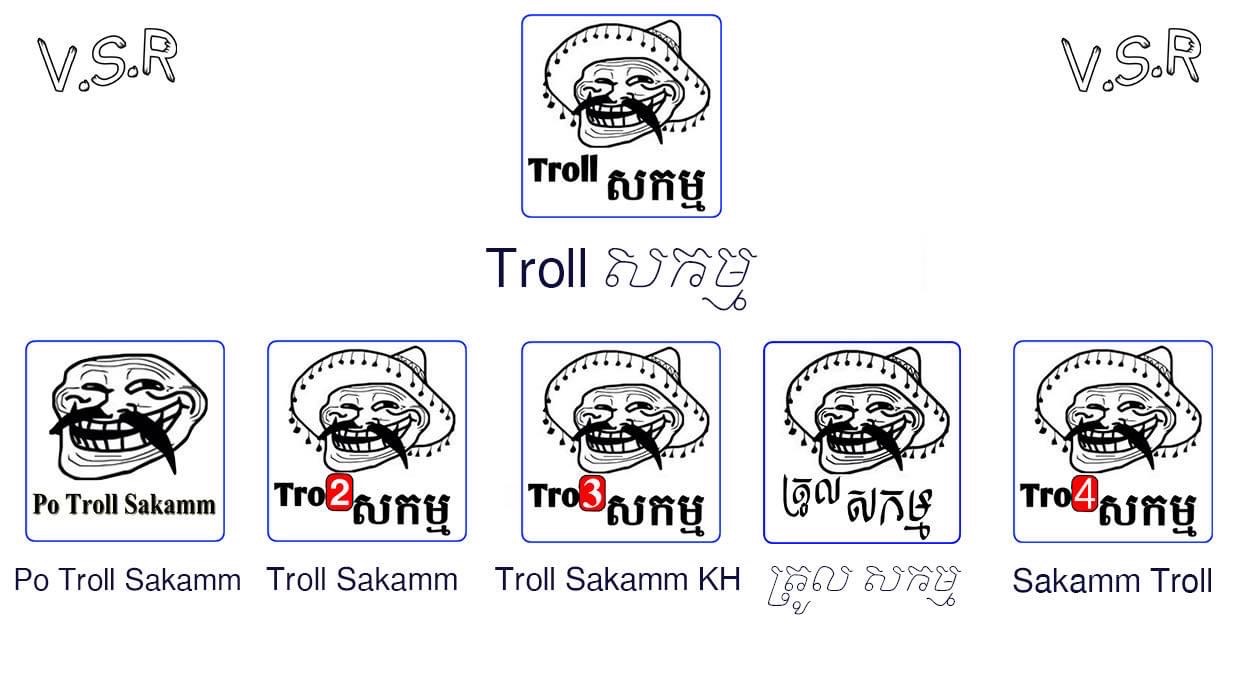 V.S.R
V.S.R
Troll សកម្ម
Troll សកម្ម
Po Troll Sakamm
Tro2សកម្ម
Tro3សកម្ម
ត្រូល សកម្ម
Tro4សកម្ម
Po Troll Sakamm
Troll Sakamm
Troll Sakamm KH
ត្រូល សកម្ម
Sakamm Troll